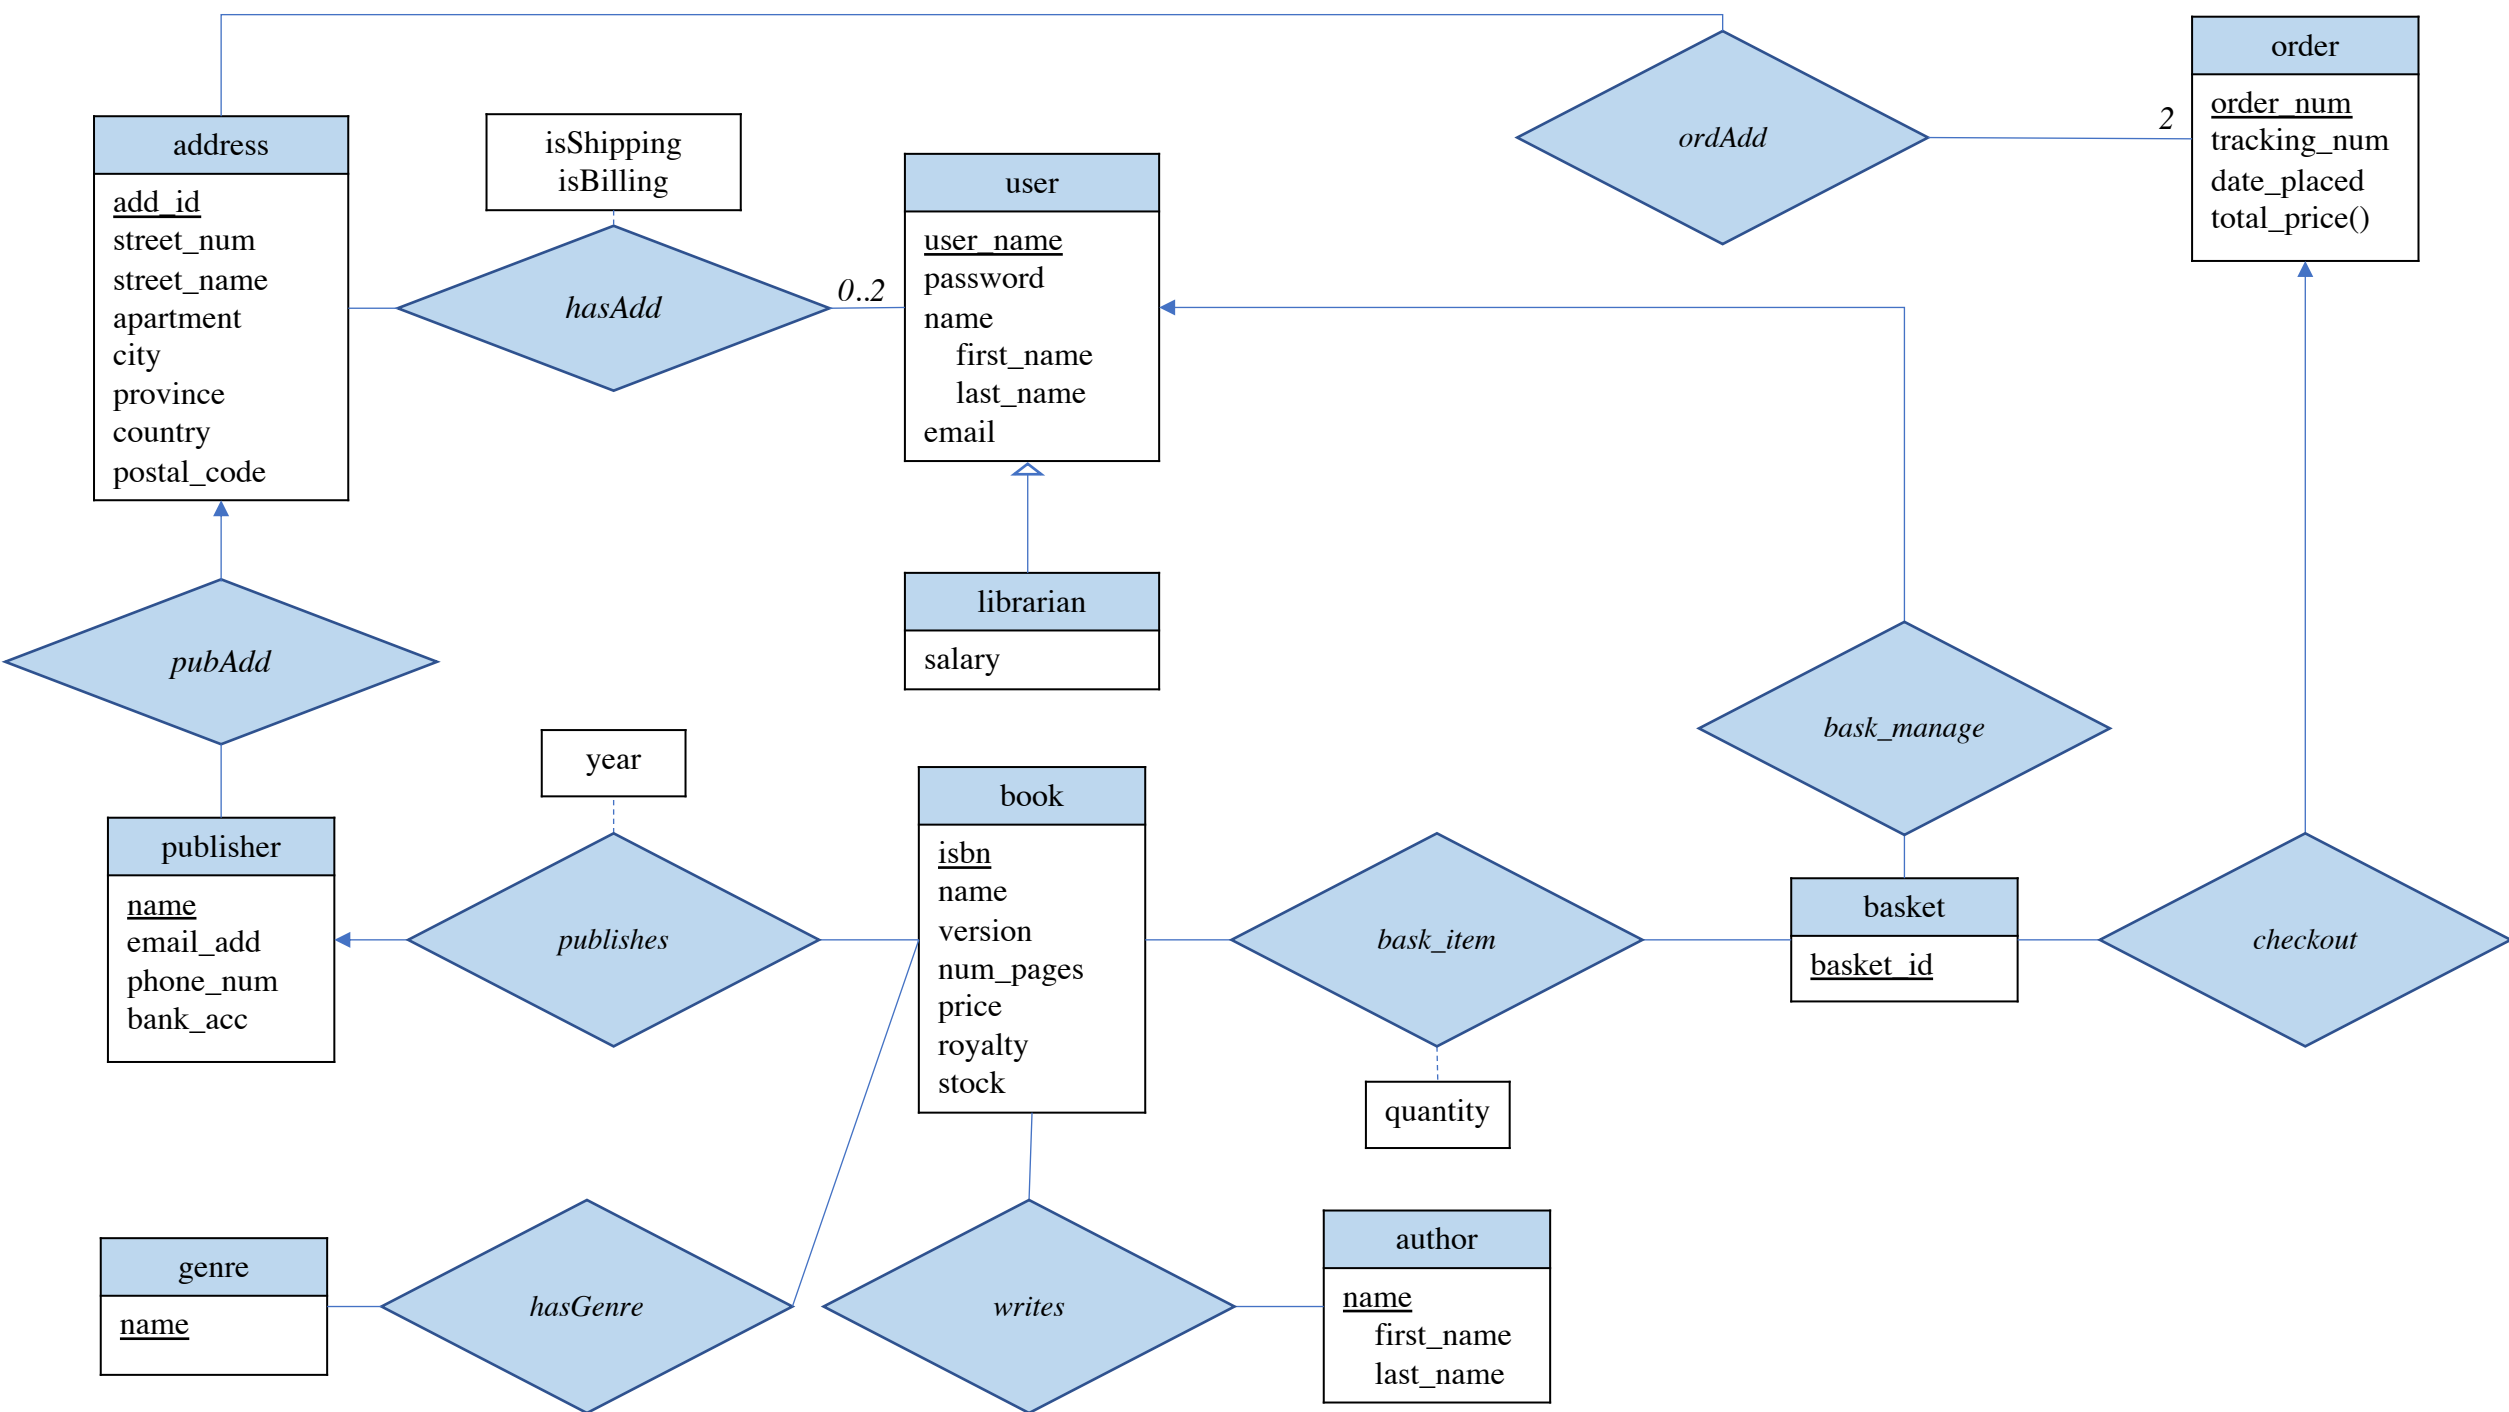 order
order_num
tracking_num
date_placed
total_price()
ordAdd
2
address
add_id
street_num
street_name
apartment
city
province
country
postal_code
isShipping
isBilling
hasAdd
0..2
user
user_name
password
name
first_name
last_name
email
librarian
salary
pubAdd
bask_manage
year
publisher
name
email_add
phone_num
bank_acc
publishes
book
isbn
name
version
num_pages
price
royalty
stock
bask_item
quantity
basket
basket_id
checkout
genre
name
hasGenre
writes
author
name
first_name
last_name